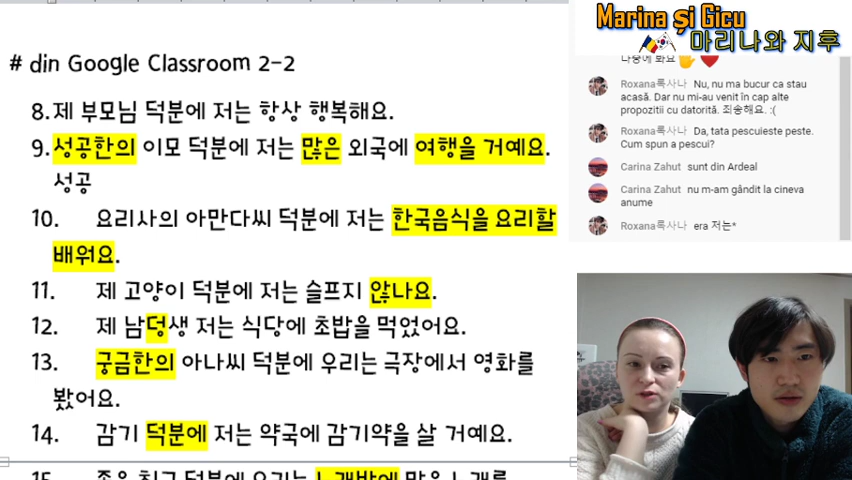 # din Google Classroom 2-2
8.제 부모님 덕분에 저는 항상 행복해요.
9.성공한의 이모 덕분에 저는 많은 외국에 여행을 거예요.
성공
10. 요리사의 아만다씨 덕분에 저는 한국음식을 요리할
배워요.
11. 제 고양이 덕분에 저는 슬프지 않나요.
12. 제 남덩생 저는 식당에 초밥을 먹었어요.
13. 궁금한의 아나씨 덕분에 우리는 극장에서 영화를
봤어요.
14. 감기 덕분에 저는 약국에 감기약을 살 거예요.
Marina și Gicu
마리나와 지후
나중에 봐요
Roxana록사나 Nu, nu ma bucur ca stau
acasă. Dar nu mi-au venit în cap alte
propozitii cu datorită. 죄송해요. :(
Roxana록사나 Da, tata pescuieste peste.
Cum spun a pescui?
Carina Zahut sunt din Ardeal
Carina Zahut nu m-am gândit la cineva
anume
Roxana록사나 era 저는*